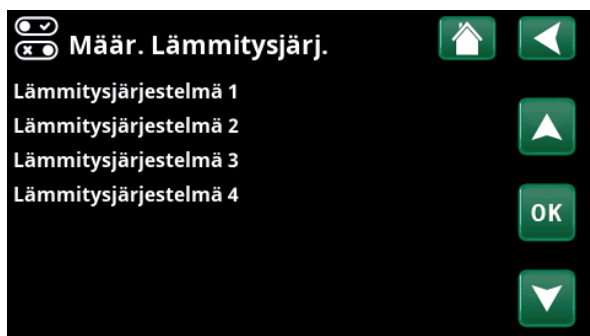 Määr. Lämmitysjärj.
Lämmitysjärjestelmä 1
Lämmitysjärjestelmä 2
Lämmitysjärjestelmä 3
Lämmitysjärjestelmä 4
OK